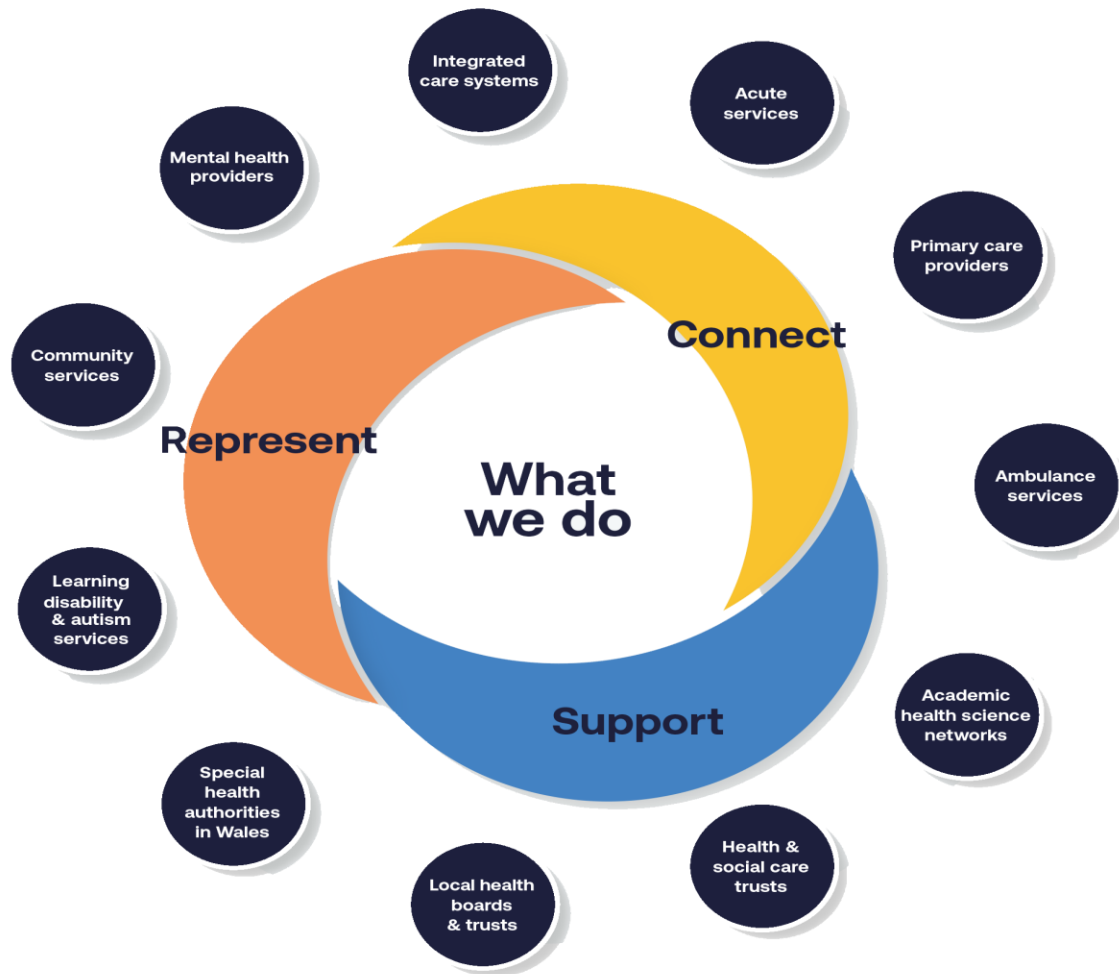 Integrated
care systems
Acute
services
Mental health
providers
Primary care
providers
Connect
Community
services
Represent
What
we do
Ambulance
services
Learning
disability
& autism
services
Support
Academic
health science
networks
Special
health
authorities
in Wales
Health &
social care
trusts
Local health
boards
& trusts